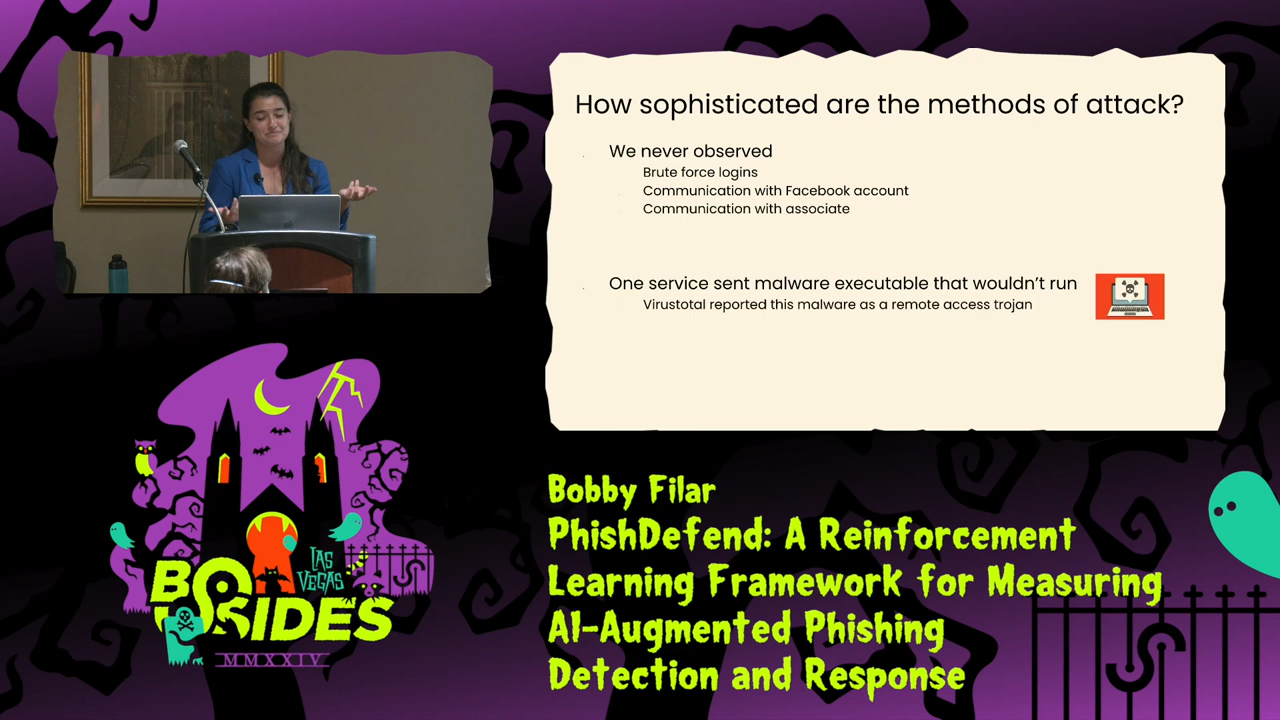 How sophisticated are the methods of attack?
We never observed
Brute force logins
Communication with Facebook account
Communication with associate
One service sent malware executable that wouldn't run
Virustotal reported this malware as a remote access trojan
LAS
VEGAS
BSIDES
MMXXIV
Bobby Filar
PhishDefend: A Reinforcement
Learning Framework for Measuring
AI-Augmented Phishing
Detection and Response